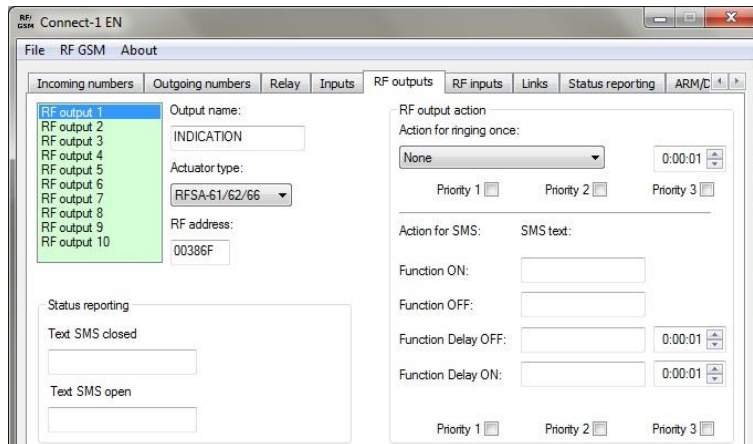 RF/
GSM Connect-1 EN
File RF GSM About
Incoming numbers Outgoing numbers Relay Inputs RF outputs RF inputs Links Status reporting ARM/D
RF output 1
RF output 2
RF output 3
RF output 4
RF output 5
RF output 6
RF output 7
RF output 8
RF output 9
RF output 10
Output name:
INDICATION
Actuator type:
RFSA-61/62/66
RF address:
00386F
Status reporting
Text SMS closed
Text SMS open
RF output action
Action for ringing once:
None 0:00:01
Priority 1 Priority 2 Priority 3
Action for SMS: SMS text:
Function ON:
Function OFF:
Function Delay OFF: 0:00:01
Function Delay ON: 0:00:01
Priority 1 Priority 2 Priority 3